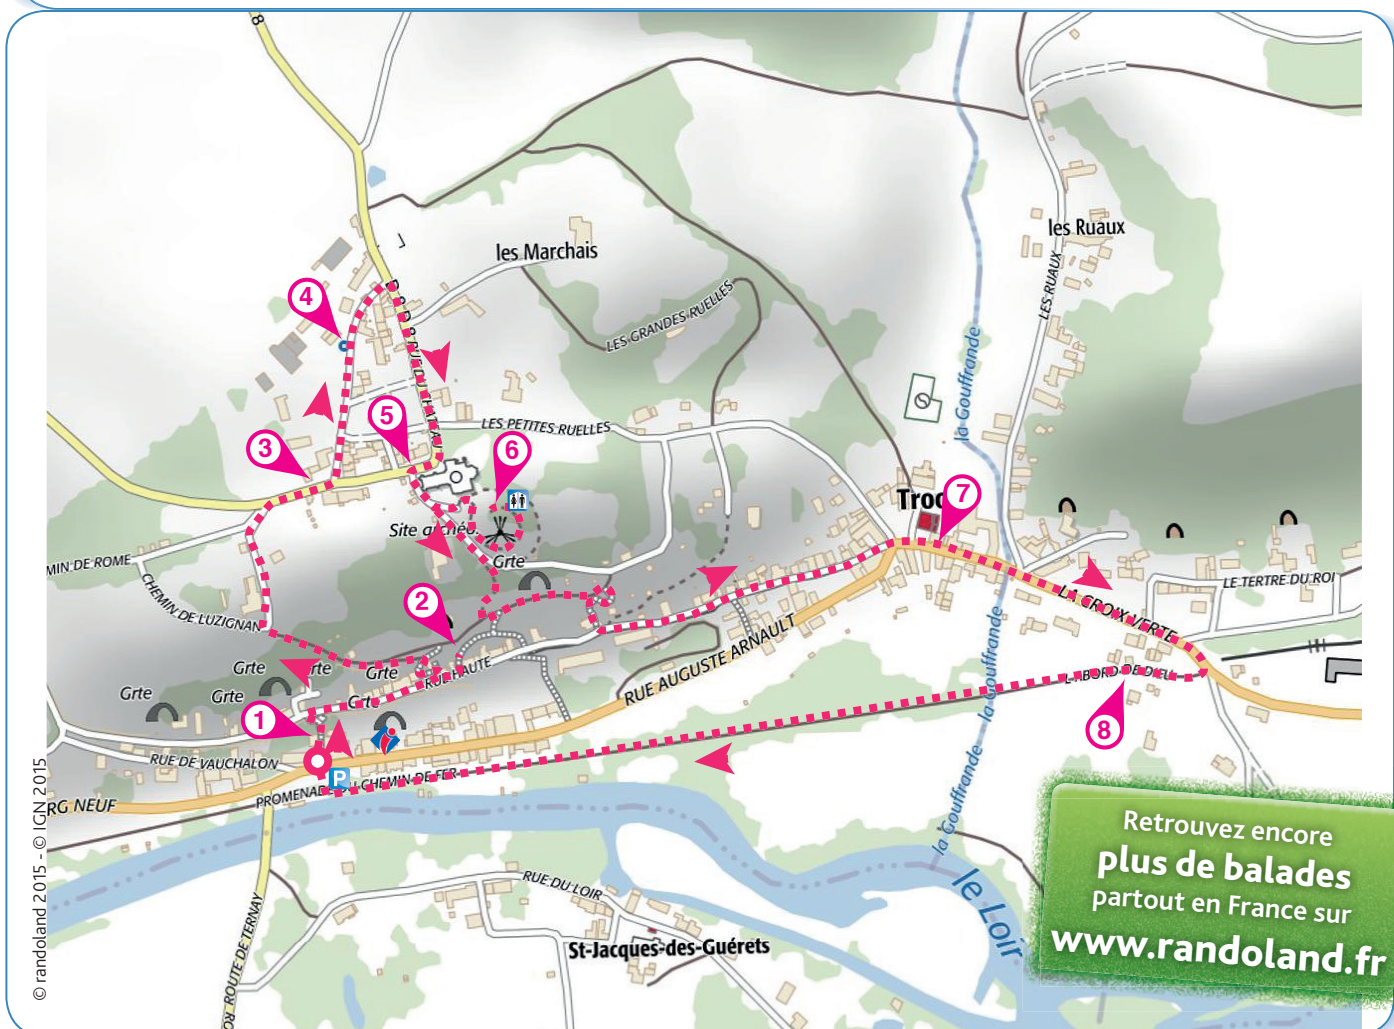 8
les Marchais
les Ruaux
LES RUAUX
4
LES GRANDES RUELLES
la Gouffrande
5
LES PETITES RUELLES
3
6
Troo
7
Site archéo
Grte
MIN DE ROME
CHEMIN DE LUZIGNAN
2
LE TERTRE DU ROI
LA CROIX VERTE
Grte
Grte
Grte
Grte
Grte
RUE HAUTE
RUE AUGUSTE ARNAULT
la Gouffrande
la Gouffrande
L'ABORD DE DIEU
1
8
RUE DE VAUCHALON
P
PROMENADE DU CHEMIN DE FER
RG NEUF
la Gouffrande
le Loir
RUE DU LOIR
St-Jacques-des-Guérets
ROUTE DE TERNAY
Retrouvez encore
plus de balades
partout en France sur
www.randoland.fr
© randoland 2015 - © IGN 2015